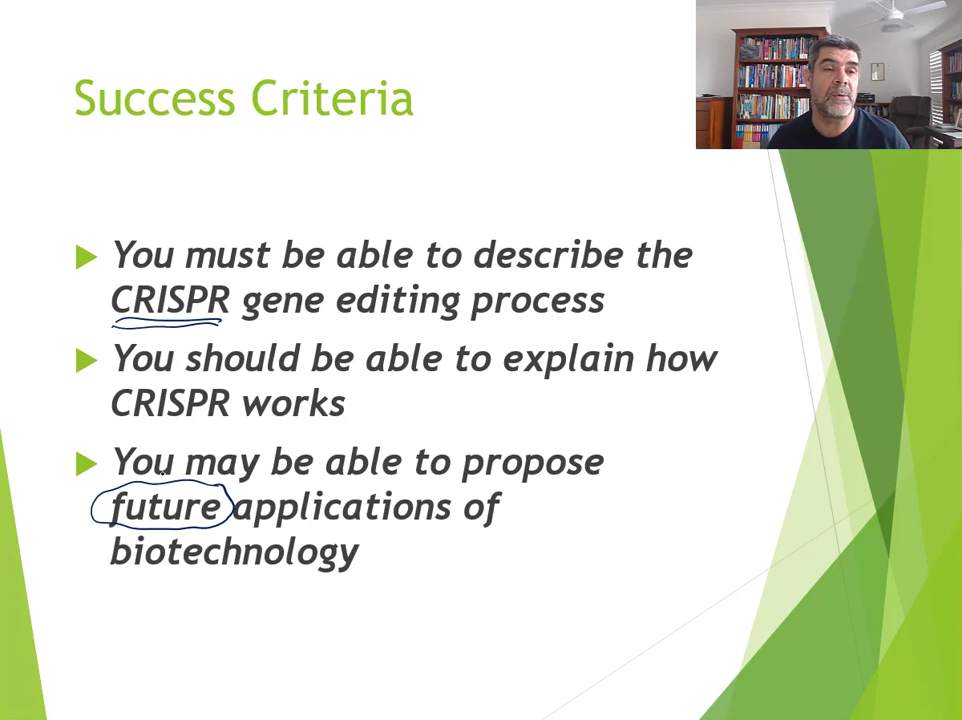 Success Criteria
You must be able to describe the
CRISPR gene editing process
You should be able to explain how
CRISPR works
You may be able to propose
future applications of
biotechnology